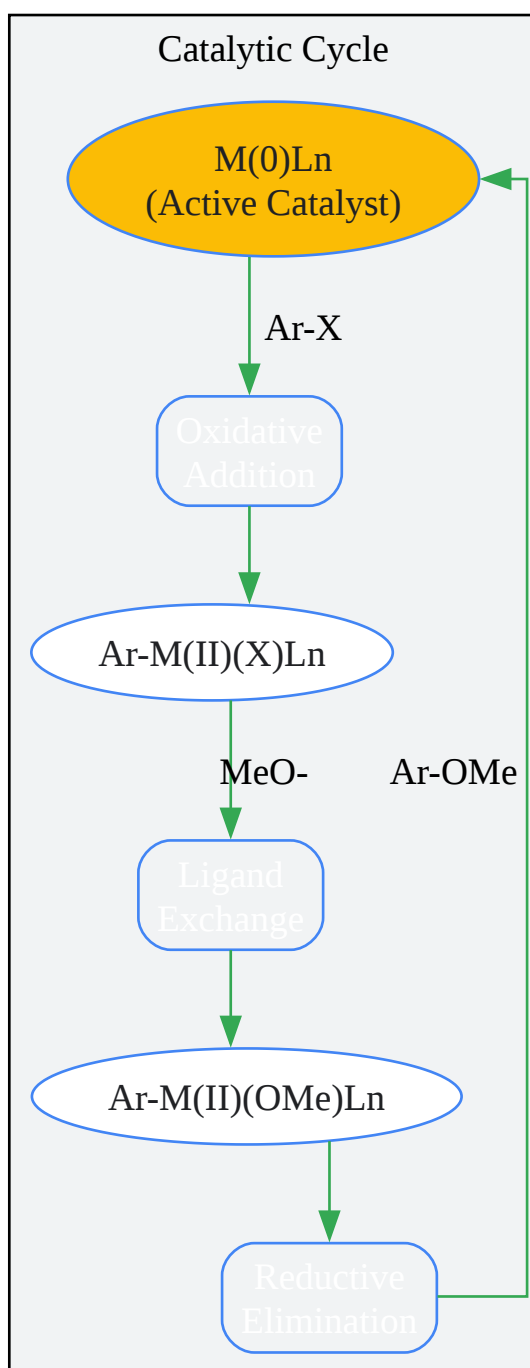 Catalytic Cycle
M(0)Ln
(Active Catalyst)
Ar-X
Oxidative
Addition
Ar-M(II)(X)Ln
MeO-
Ar-OMe
Ligand
Exchange
Ar-M(II)(OMe)Ln
Reductive
Elimination